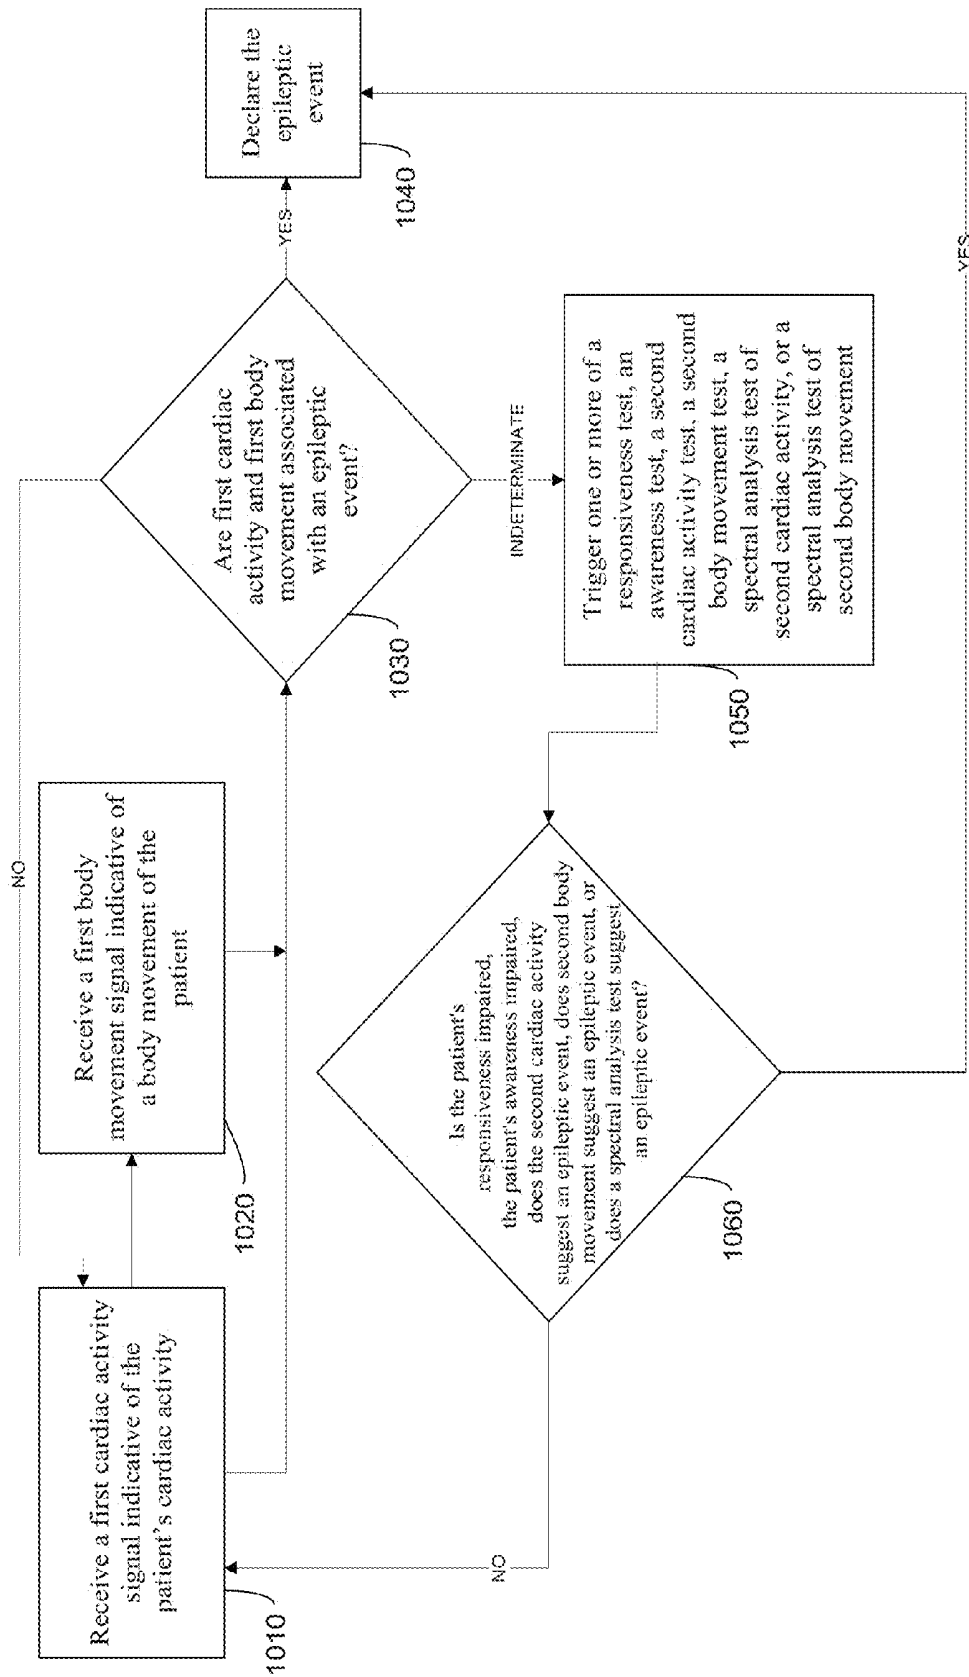 Receive a first cardiac activity
signal indicative of the
patient's cardiac activity
1010
Receive a first body
movement signal indicative of
a body movement of the
patient
1020
NO
Are first cardiac
activity and first body
movement associated
with an epileptic
event?
1030
YES
Declare the
epileptic
event
1040
INDETERMINATE
Trigger one or more of a
responsiveness test, an
awareness test, a second
cardiac activity test, a second
body movement test, a
spectral analysis test of
second cardiac activity, or a
spectral analysis test of
second body movement
1050
Is the patient's
responsiveness impaired,
the patient's awareness impaired,
does the second cardiac activity
suggest an epileptic event, does second body
movement suggest an epileptic event, or
does a spectral analysis test suggest
an epileptic event?
1060
NO
YES